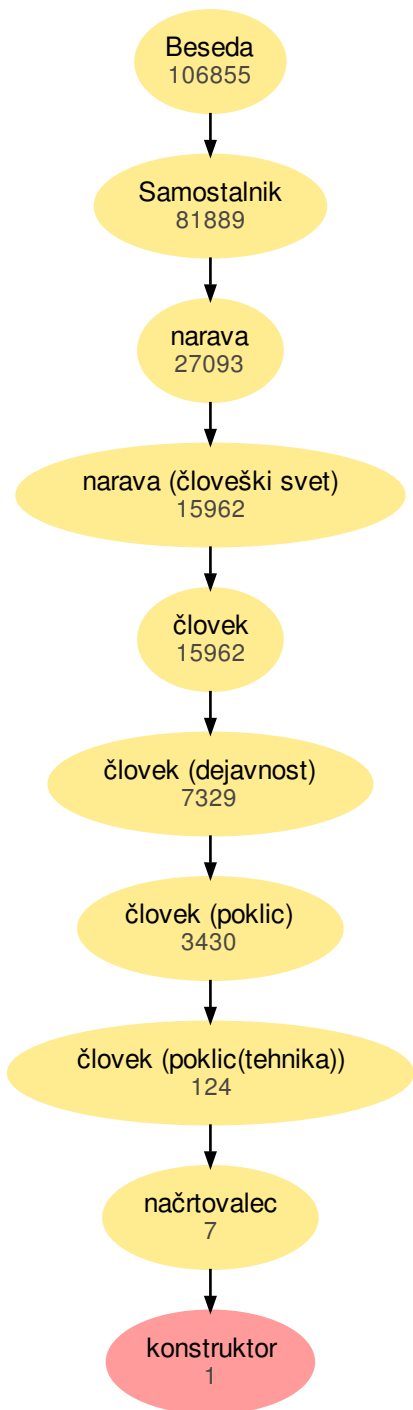 Beseda
106855
Samostalnik
81889
narava
27093
narava (človeški svet)
15962
človek
15962
človek (dejavnost)
7329
človek (poklic)
3430
človek (poklic(tehnika))
124
načrtovalec
7
konstruktor
1